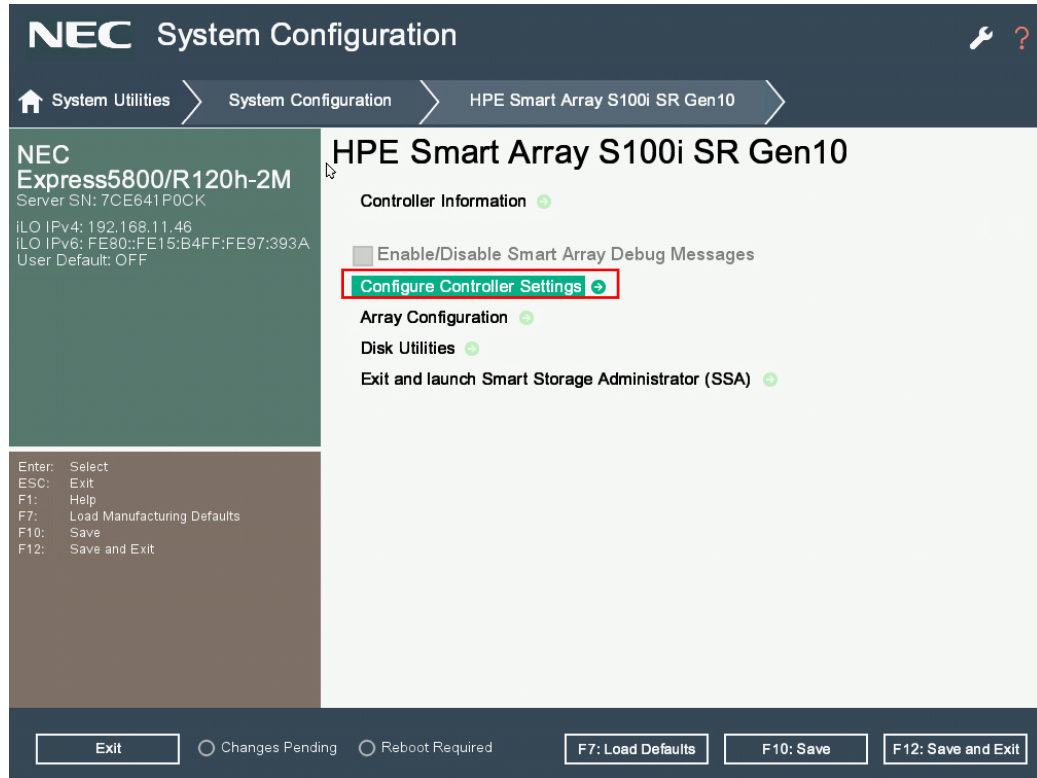 NEC System Configuration
?
System Utilities
System Configuration
HPE Smart Array S100i SR Gen10
NEC
Express5800/R120h-2M
Server SN: 7CE641P0CK
iLO IPv4: 192.168.11.46
iLO IPv6: FE80::FE15:B4FF:FE97:393A
User Default: OFF
HPE Smart Array S100i SR Gen10
Controller Information
Enable/Disable Smart Array Debug Messages
Configure Controller Settings
Array Configuration
Disk Utilities
Exit and launch Smart Storage Administrator (SSA)
Enter: Select
ESC: Exit
F1: Help
F7: Load Manufacturing Defaults
F10: Save
F12: Save and Exit
Exit
Changes Pending
Reboot Required
F7: Load Defaults
F10: Save
F12: Save and Exit